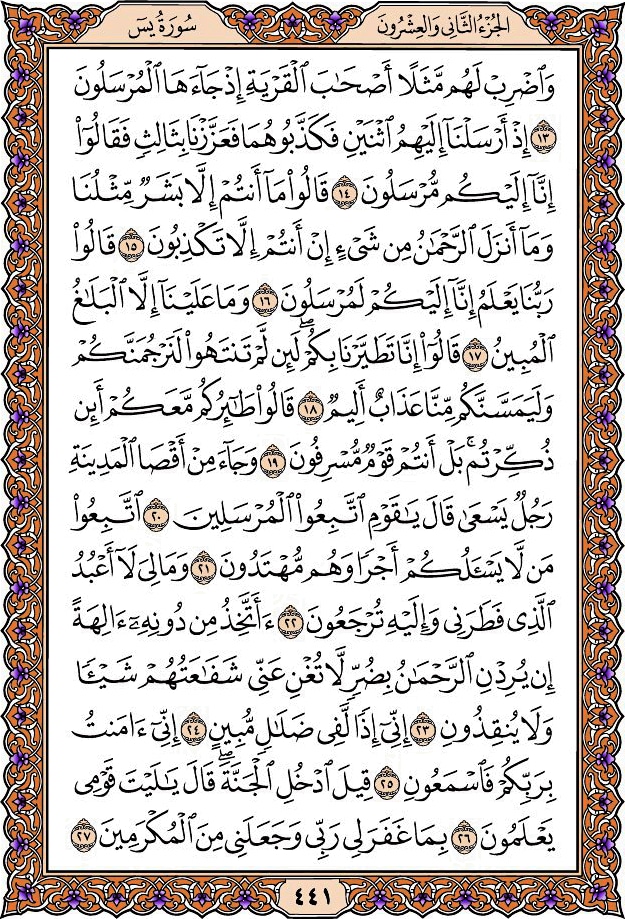 الجُزْءُ الثَّانِى وَالعِشْرُونَ
سُورَةُ يسٓ
وَٱضْرِبْ لَهُم مَّثَلًا أَصْحَٰبَ ٱلْقَرْيَةِ إِذْ جَآءَهَا ٱلْمُرْسَلُونَ
١٣ إِذْ أَرْسَلْنَآ إِلَيْهِمُ ٱثْنَيْنِ فَكَذَّبُوهُمَا فَعَزَّزْنَا بِثَالِثٍ فَقَالُوٓا۟
إِنَّآ إِلَيْكُم مُّرْسَلُونَ ١٤ قَالُوا۟ مَآ أَنتُمْ إِلَّا بَشَرٌ مِّثْلُنَا
وَمَآ أَنزَلَ ٱلرَّحْمَٰنُ مِن شَىْءٍ إِنْ أَنتُمْ إِلَّا تَكْذِبُونَ ١٥ قَالُوا۟
رَبُّنَا يَعْلَمُ إِنَّآ إِلَيْكُمْ لَمُرْسَلُونَ ١٦ وَمَا عَلَيْنَآ إِلَّا ٱلْبَلَٰغُ
ٱلْمُبِينُ ١٧ قَالُوٓا۟ إِنَّا تَطَيَّرْنَا بِكُمْ ۖ لَئِن لَّمْ تَنتَهُوا۟ لَنَرْجُمَنَّكُمْ
وَلَيَمَسَّنَّكُم مِّنَّا عَذَابٌ أَلِيمٌ ١٨ قَالُوا۟ طَٰٓئِرُكُم مَّعَكُمْ ۚ أَئِن
ذُكِّرْتُم ۚ بَلْ أَنتُمْ قَوْمٌ مُّسْرِفُونَ ١٩ وَجَآءَ مِنْ أَقْصَا ٱلْمَدِينَةِ
رَجُلٌ يَسْعَىٰ قَالَ يَٰقَوْمِ ٱتَّبِعُوا۟ ٱلْمُرْسَلِينَ ٢٠ ٱتَّبِعُوا۟
مَن لَّا يَسْـَٔلُكُمْ أَجْرًا وَهُم مُّهْتَدُونَ ٢١ وَمَا لِىَ لَآ أَعْبُدُ
ٱلَّذِى فَطَرَنِى وَإِلَيْهِ تُرْجَعُونَ ٢٢ ءَأَتَّخِذُ مِن دُونِهِۦٓ ءَالِهَةً
إِن يُرِدْنِ ٱلرَّحْمَٰنُ بِضُرٍّ لَّا تُغْنِ عَنِّى شَفَٰعَتُهُمْ شَيْـًٔا
وَلَا يُنقِذُونِ ٢٣ إِنِّىٓ إِذًا لَّفِى ضَلَٰلٍ مُّبِينٍ ٢٤ إِنِّىٓ ءَامَنتُ
بِرَبِّكُمْ فَٱسْمَعُونِ ٢٥ قِيلَ ٱدْخُلِ ٱلْجَنَّةَ ۖ قَالَ يَٰلَيْتَ قَوْمِى
يَعْلَمُونَ ٢٦ بِمَا غَفَرَ لِى رَبِّى وَجَعَلَنِى مِنَ ٱلْمُكْرَمِينَ ٢٧
٤٤١